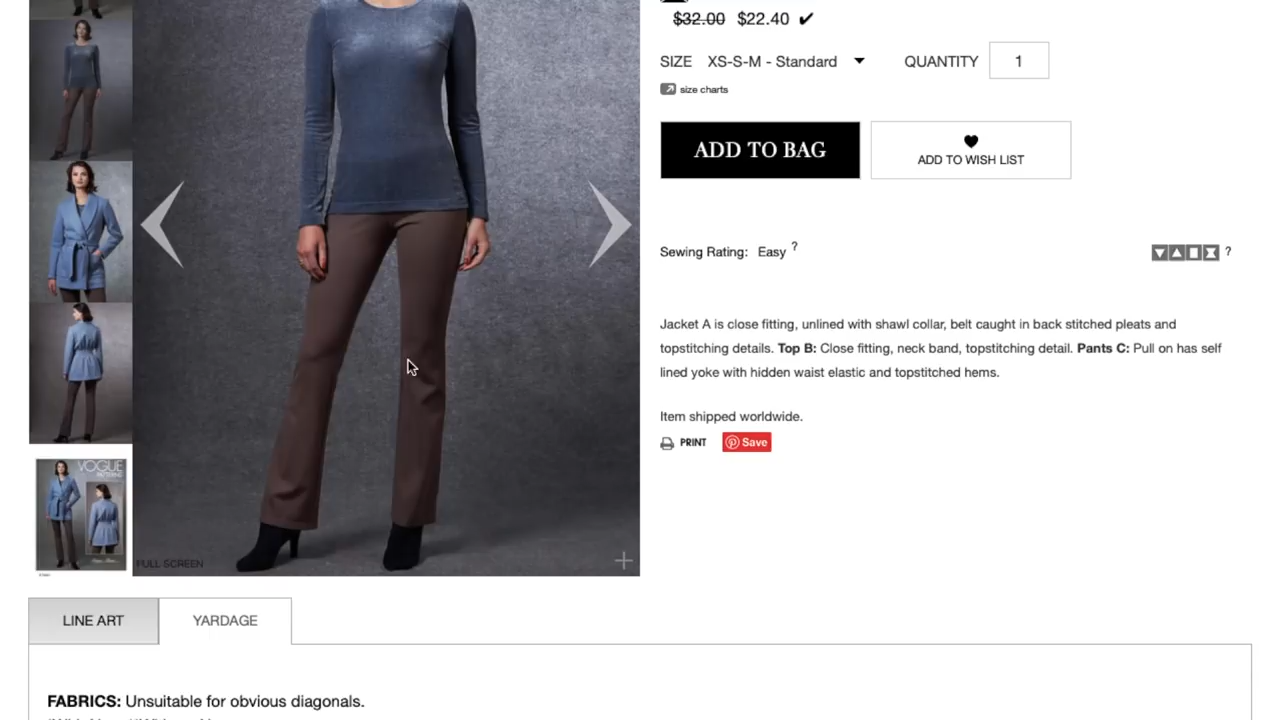 $32.00 $22.40 ✔
SIZE XS-S-M - Standard QUANTITY 1
size charts
ADD TO BAG
ADD TO WISH LIST
Sewing Rating: Easy ?
?
Jacket A is close fitting, unlined with shawl collar, belt caught in back stitched pleats and
topstitching details. Top B: Close fitting, neck band, topstitching detail. Pants C: Pull on has self
lined yoke with hidden waist elastic and topstitched hems.
Item shipped worldwide.
PRINT Save
VOGUE
PATTERNS
FULL SCREEN
LINE ART YARDAGE
FABRICS: Unsuitable for obvious diagonals.